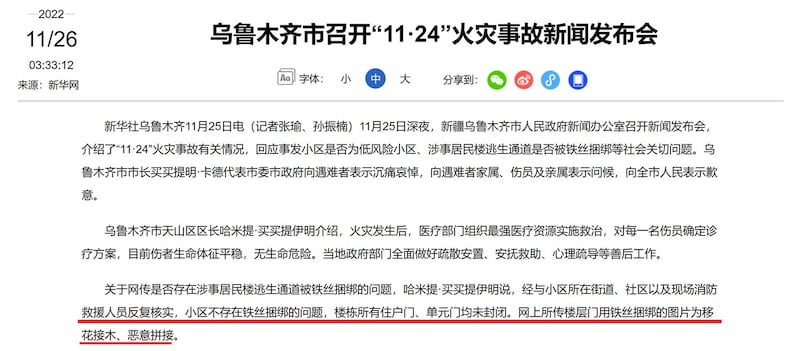 2022
11/26
03:33:12
来源：新华网
乌鲁木齐市召开“11·24”火灾事故新闻发布会
Aa 字体： 小 中 大 分享到：
新华社乌鲁木齐11月25日电（记者张瑜、孙振楠）11月25日深夜，新疆乌鲁木齐市人民政府新闻办公室召开新闻发布会，
介绍了“11·24”火灾事故有关情况，回应事发小区是否为低风险小区、涉事居民楼逃生通道是否被铁丝捆绑等社会关切问题。乌
鲁木齐市市长买买提明·卡德代表市委市政府向遇难者表示沉痛哀悼，向遇难者家属、伤员及亲属表示问候，向全市人民表示歉
意。
乌鲁木齐市天山区区长哈米提·买买提伊明介绍，火灾发生后，医疗部门组织最强医疗资源实施救治，对每一名伤员确定诊
疗方案，目前伤者生命体征平稳，无生命危险。当地政府部门全面做好疏散安置、安抚救助、心理疏导等善后工作。
关于网传是否存在涉事居民楼逃生通道被铁丝捆绑的问题，哈米提·买买提伊明说，经与小区所在街道、社区以及现场消防
救援人员反复核实，小区不存在铁丝捆绑的问题，楼栋所有住户门、单元门均未封闭。网上所传楼层门用铁丝捆绑的图片为移
花接木、恶意拼接。